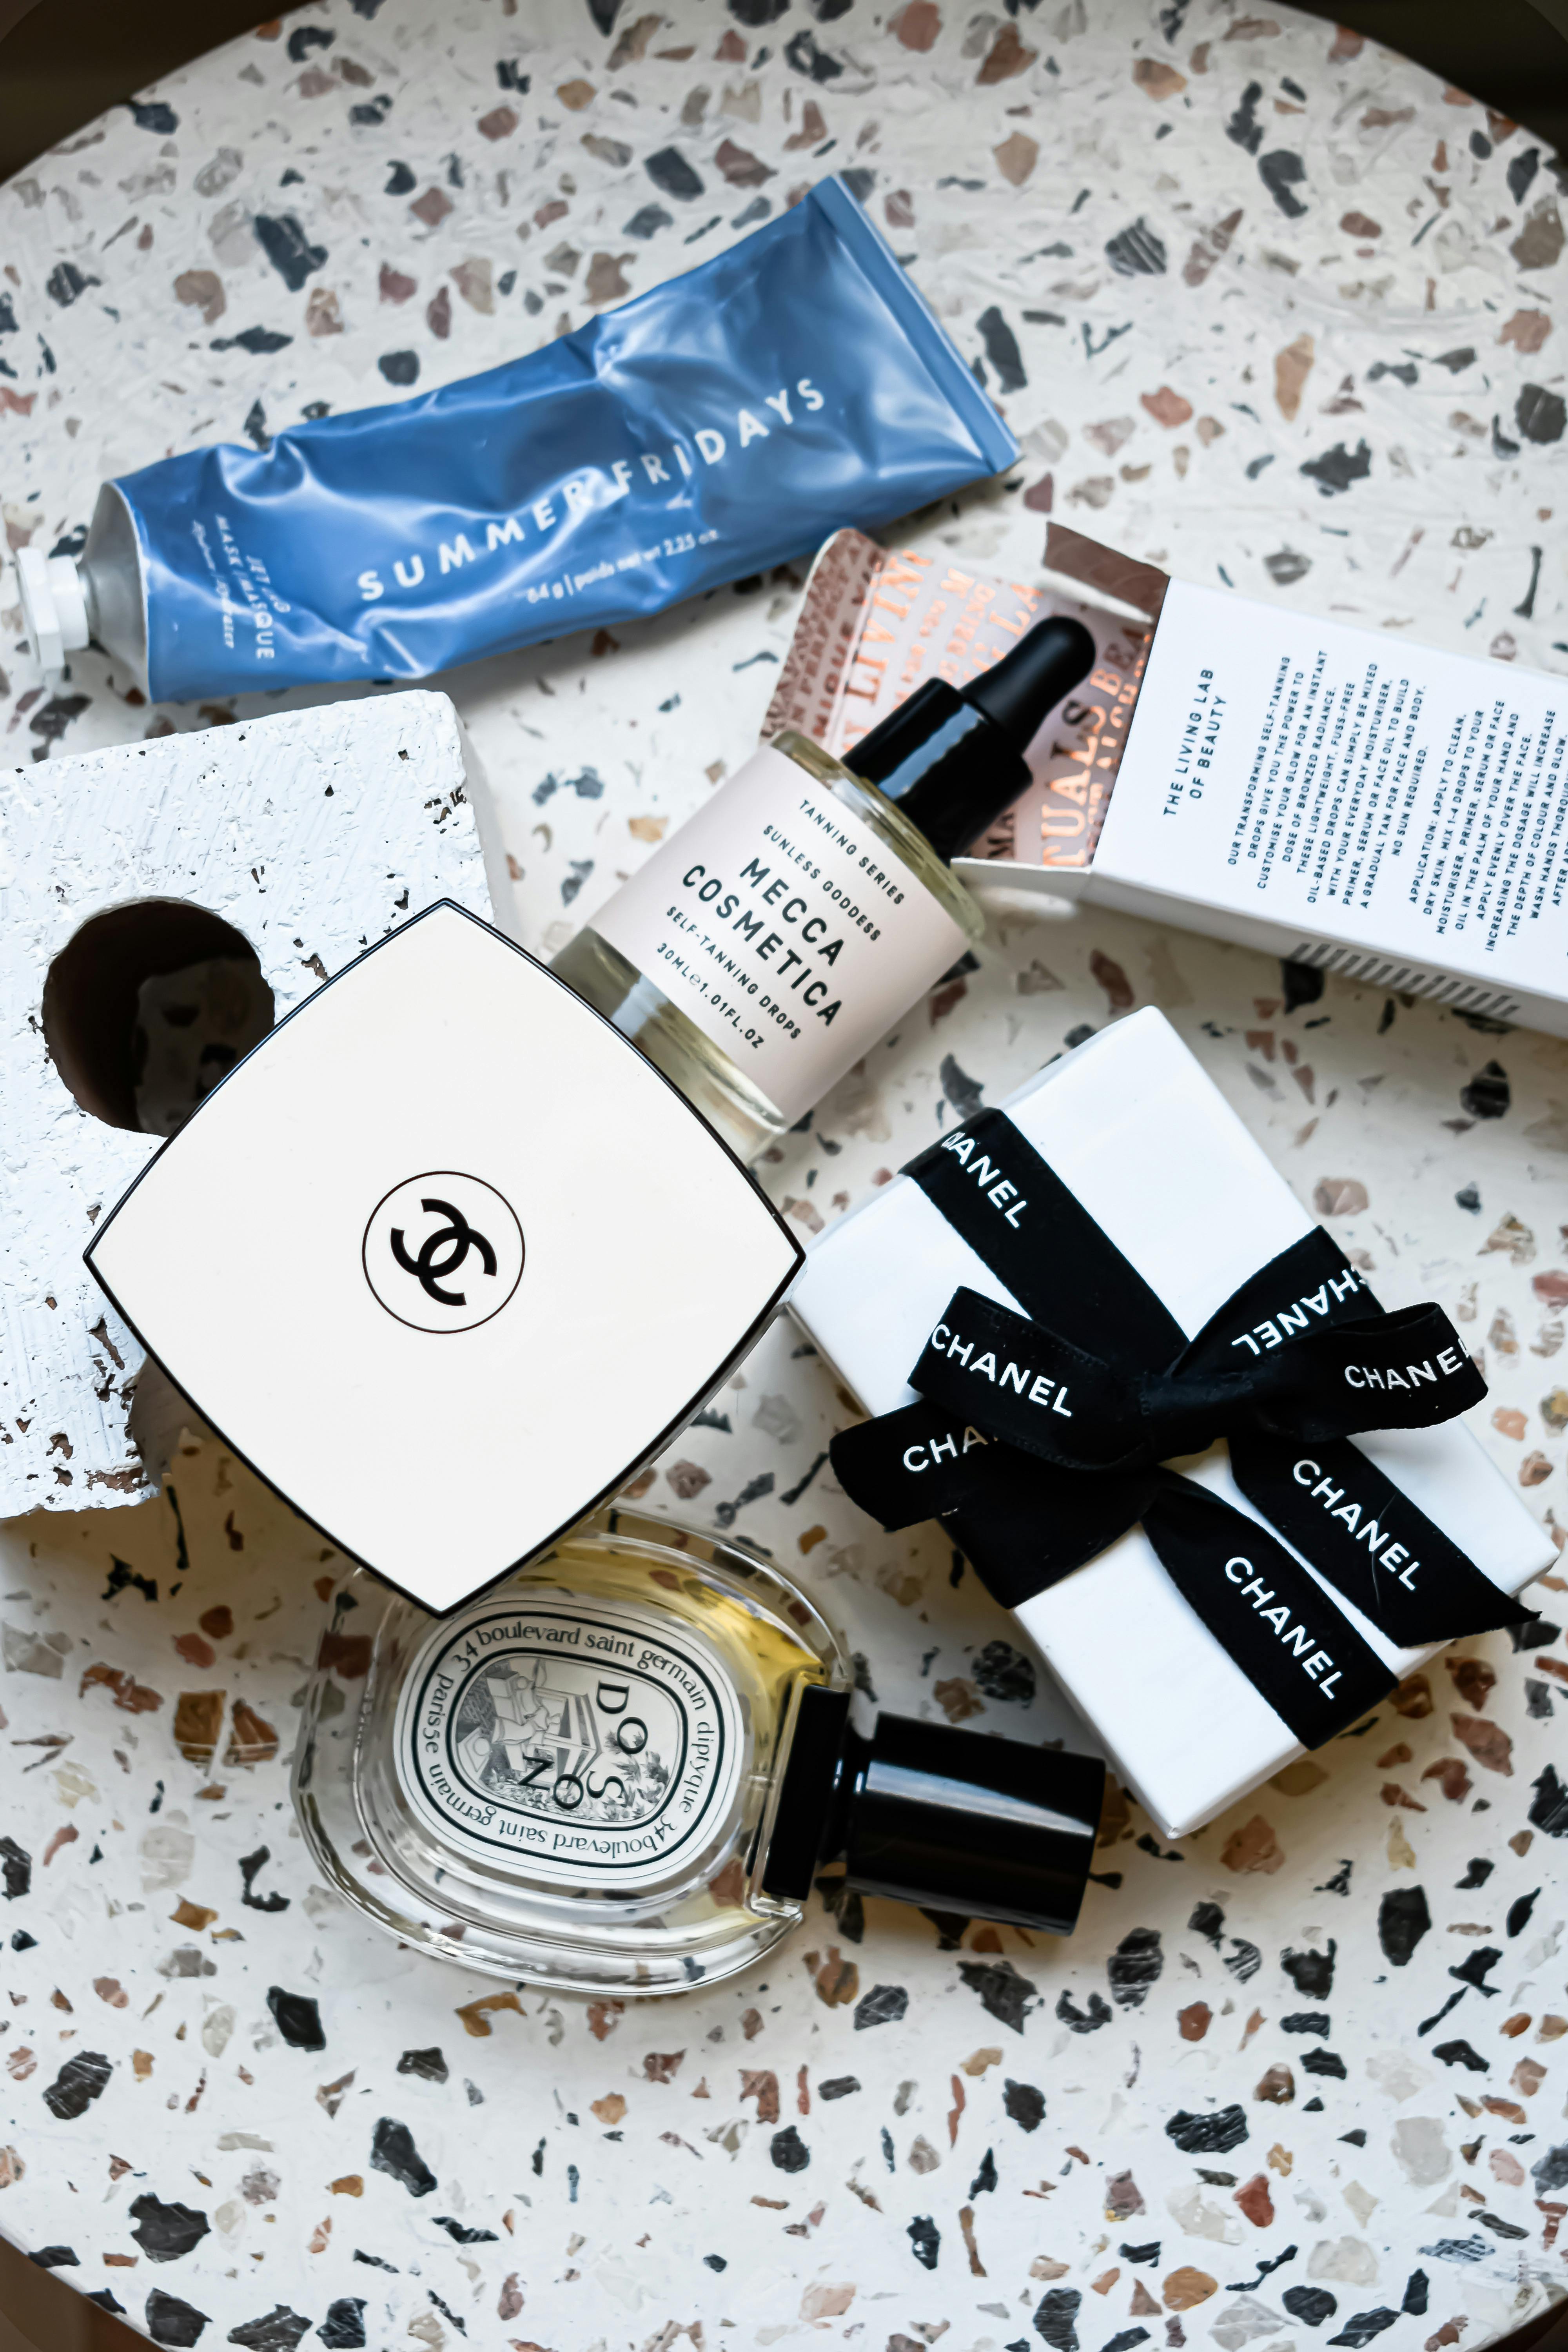 SUMMER FRIDAYS
64 g | poids net wt 2.25 oz
JET LAG
MASK | MASQUE
TANNING SERIES
SUNLESS GODDESS
MECCA
COSMETICA
SELF-TANNING DROPS
30ML℮1.01FL.OZ
THE LIVING LAB
OF BEAUTY
OUR TRANSFORMING SELF-TANNING
DROPS GIVE YOU THE POWER TO
CUSTOMISE YOUR GLOW FOR AN INSTANT
DOSE OF BRONZED RADIANCE.
THESE LIGHTWEIGHT, FUSS-FREE
OIL-BASED DROPS CAN SIMPLY BE MIXED
WITH YOUR EVERYDAY MOISTURISER,
PRIMER, SERUM OR FACE OIL TO BUILD
A GRADUAL TAN FOR FACE AND BODY.
NO SUN REQUIRED.
APPLICATION: APPLY TO CLEAN,
DRY SKIN. MIX 1-4 DROPS TO YOUR
MOISTURISER, PRIMER, SERUM OR FACE
OIL IN THE PALM OF YOUR HAND AND
APPLY EVENLY OVER THE FACE.
INCREASING THE DOSAGE WILL INCREASE
THE DEPTH OF COLOUR AND
WASH HANDS
AFTER
LIVING
CHANEL
CHANEL
CHANEL
CHANEL
CHANEL
34 boulevard saint germain diptyque 34 boulevard saint germain paris5e
DO
SON